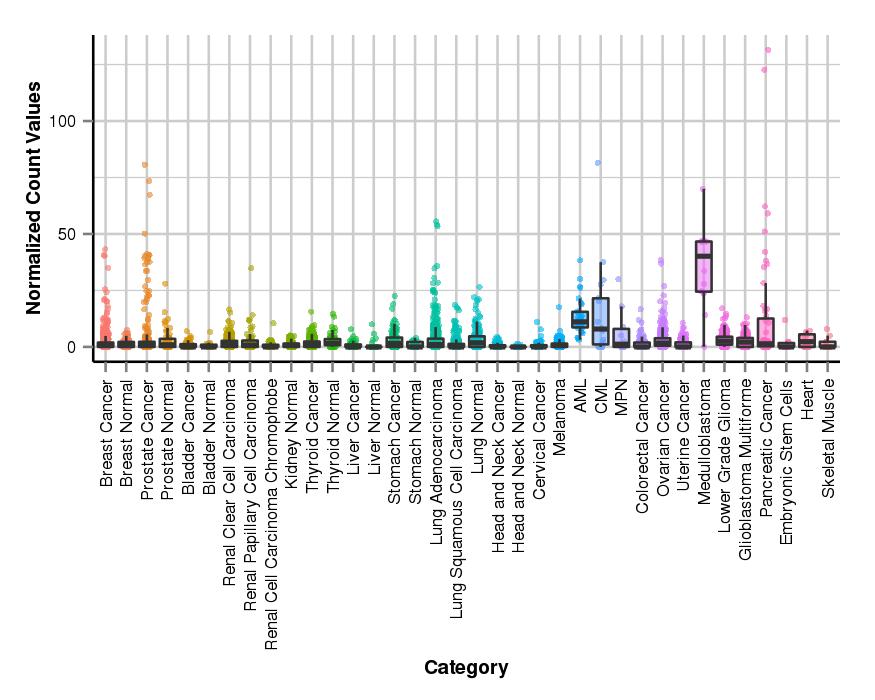 Normalized Count Values
100
50
0
Breast Cancer
Breast Normal
Prostate Cancer
Prostate Normal
Bladder Cancer
Bladder Normal
Renal Clear Cell Carcinoma
Renal Papillary Cell Carcinoma
Renal Cell Carcinoma Chromophobe
Kidney Normal
Thyroid Cancer
Thyroid Normal
Liver Cancer
Liver Normal
Stomach Cancer
Stomach Normal
Lung Adenocarcinoma
Lung Squamous Cell Carcinoma
Lung Normal
Head and Neck Cancer
Head and Neck Normal
Cervical Cancer
Melanoma
AML
CML
MPN
Colorectal Cancer
Ovarian Cancer
Uterine Cancer
Medulloblastoma
Lower Grade Glioma
Glioblastoma Multiforme
Pancreatic Cancer
Embryonic Stem Cells
Heart
Skeletal Muscle
Category